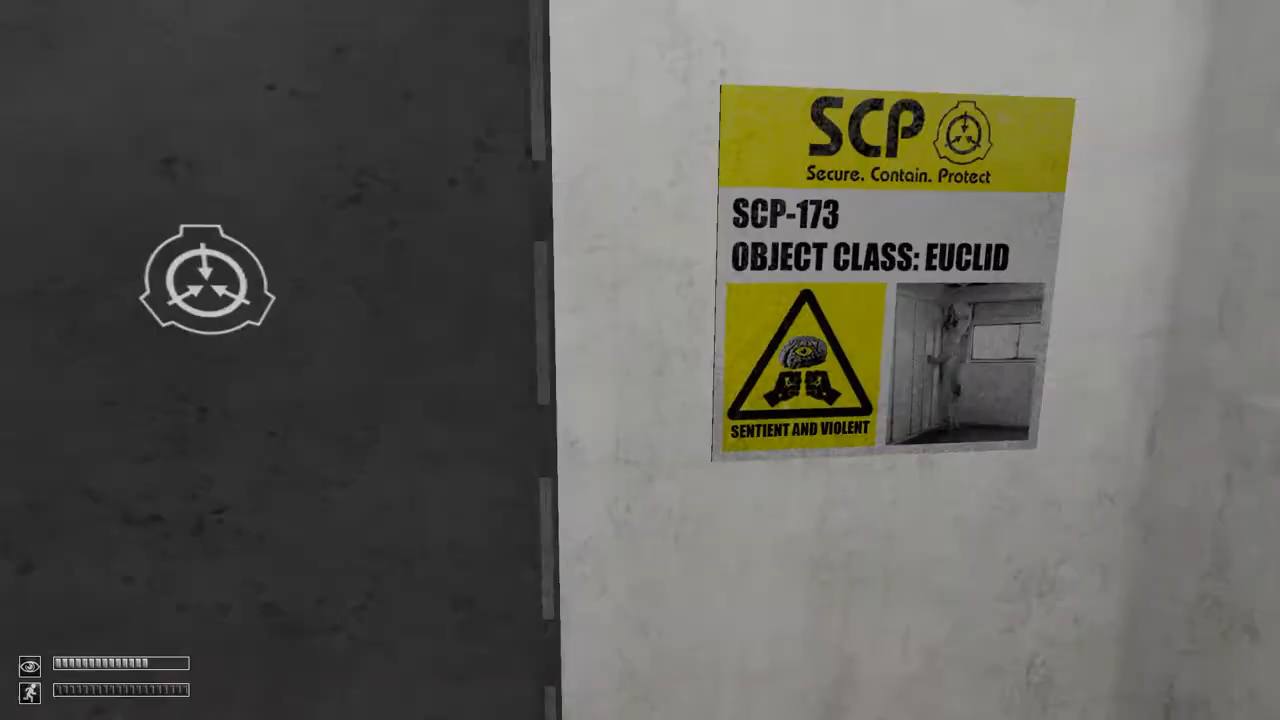 SCP
Secure. Contain. Protect
SCP-173
OBJECT CLASS: EUCLID
SENTIENT AND VIOLENT